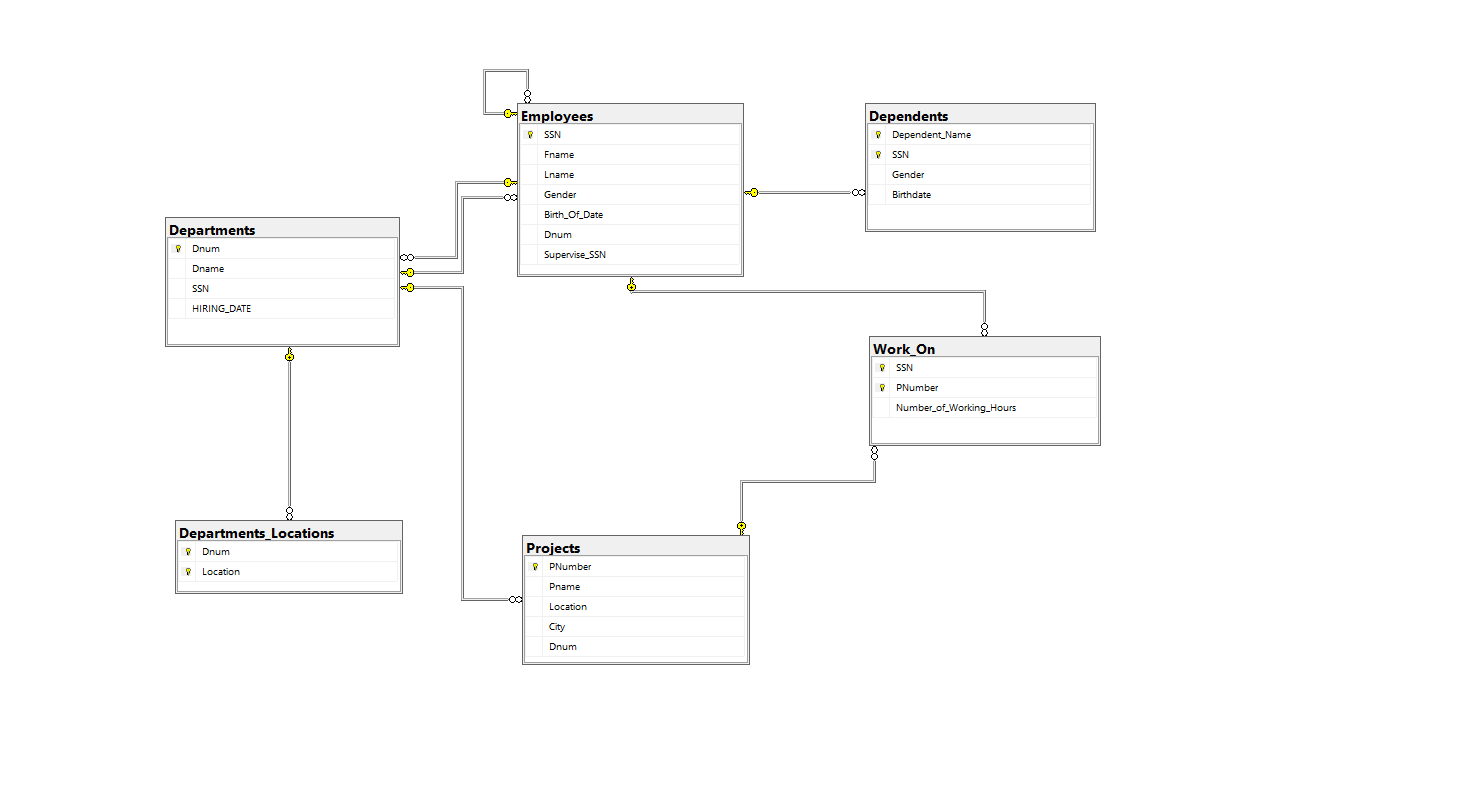 Employees
SSN
Fname
Lname
Gender
Birth_Of_Date
Dnum
Supervise_SSN
Dependents
Dependent_Name
SSN
Gender
Birthdate
Departments
Dnum
Dname
SSN
HIRING_DATE
Work_On
SSN
PNumber
Number_of_Working_Hours
Departments_Locations
Dnum
Location
Projects
PNumber
Pname
Location
City
Dnum